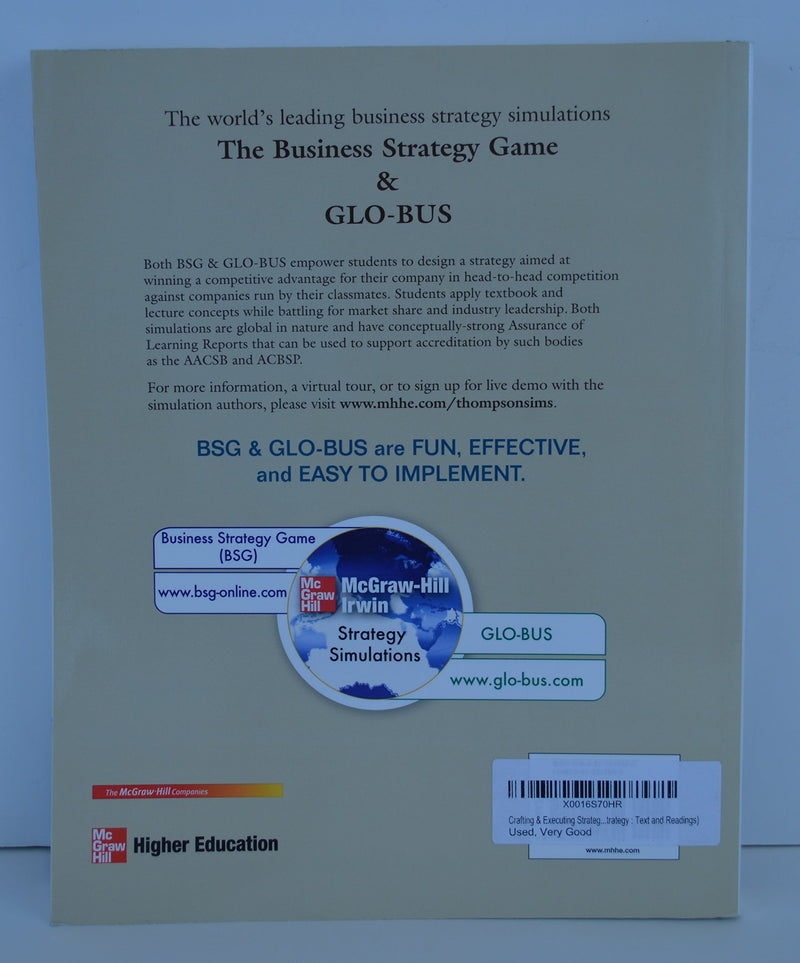 The world's leading business strategy simulations
The Business Strategy Game
&
GLO-BUS
Both BSG & GLO-BUS empower students to design a strategy aimed at
winning a competitive advantage for their company in head-to-head competition
against companies run by their classmates. Students apply textbook and
lecture concepts while battling for market share and industry leadership. Both
simulations are global in nature and have conceptually-strong Assurance of
Learning Reports that can be used to support accreditation by such bodies
as the AACSB and ACBSP.
For more information, a virtual tour, or to sign up for live demo with the
simulation authors, please visit www.mhhe.com/thompsonsims.
BSG & GLO-BUS are FUN, EFFECTIVE,
and EASY TO IMPLEMENT.
Business Strategy Game
(BSG)
www.bsg-online.com
Mc
Graw
Hill
McGraw-Hill
Irwin
Strategy
Simulations
GLO-BUS
www.glo-bus.com
The McGraw-Hill Companies
Mc
Graw
Hill
Higher Education
X0016S70HR
Crafting & Executing Strateg...trategy : Text and Readings)
Used, Very Good
www.mhhe.com